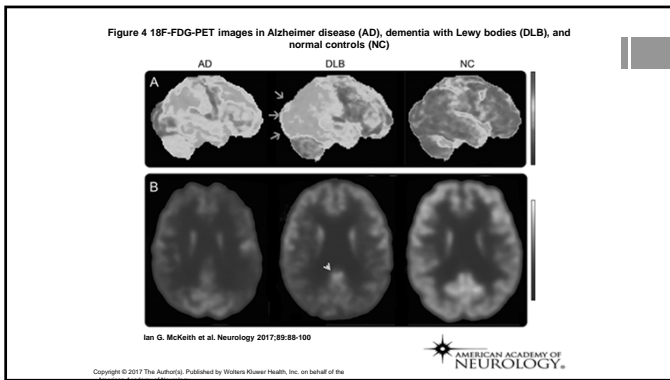 Figure 4 18F-FDG-PET images in Alzheimer disease (AD), dementia with Lewy bodies (DLB), and
normal controls (NC)
AD DLB NC
A
B
Ian G. McKeith et al. Neurology 2017;89:88-100
AMERICAN ACADEMY OF
NEUROLOGY®
Copyright © 2017 The Author(s). Published by Wolters Kluwer Health, Inc. on behalf of the